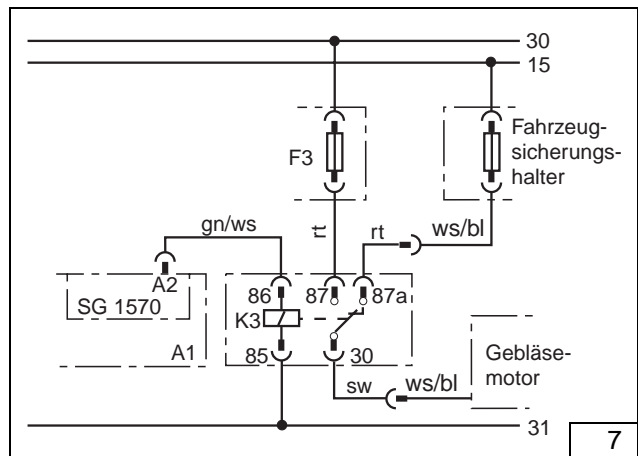 30
15
F3
Fahrzeug-
sicherungs-
halter
gn/ws
rt
rt
ws/bl
A2
SG 1570
A1
86
87
87a
K3
85
30
Gebläse-
motor
sw
ws/bl
31
7